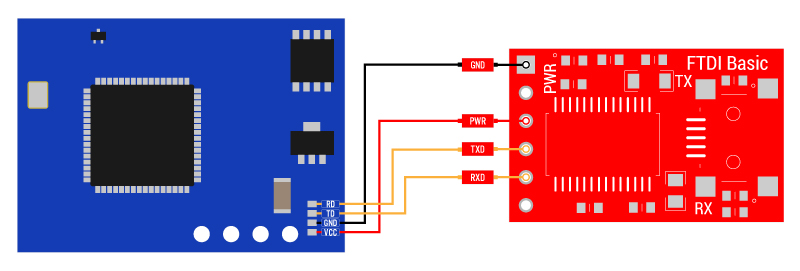 GND
PWR
TXD
RXD
RD
TD
GND
VCC
PWR
FTDI Basic
TX
RX